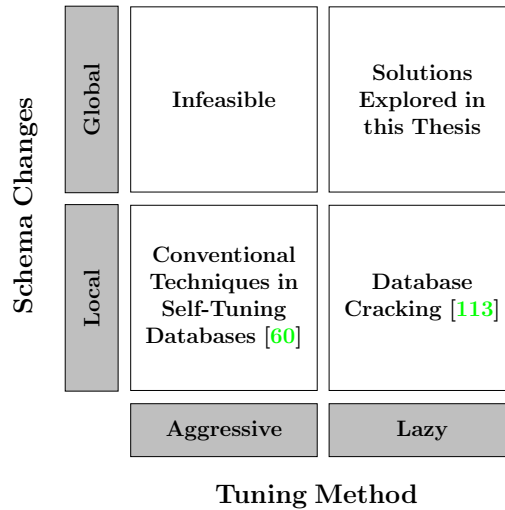 Schema Changes
Global
Infeasible
Solutions
Explored in
this Thesis
Local
Conventional
Techniques in
Self-Tuning
Databases [60]
Database
Cracking [113]
Aggressive
Lazy
Tuning Method